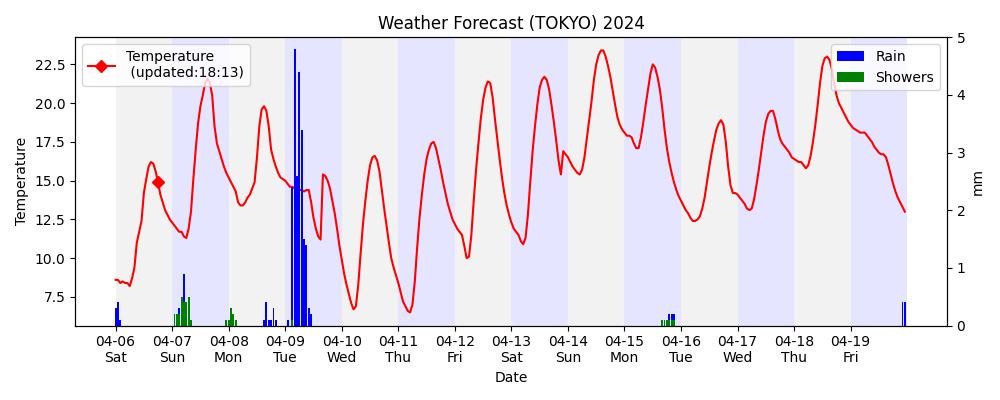 Weather Forecast (TOKYO) 2024
Temperature
(updated:18:13)
Rain
Showers
22.5
20.0
17.5
15.0
12.5
10.0
7.5
Temperature
5
4
3
2
1
0
mm
04-06 04-07 04-08 04-09 04-10 04-11 04-12 04-13 04-14 04-15 04-16 04-17 04-18 04-19
Sat Sun Mon Tue Wed Thu Fri Sat Sun Mon Tue Wed Thu Fri
Date